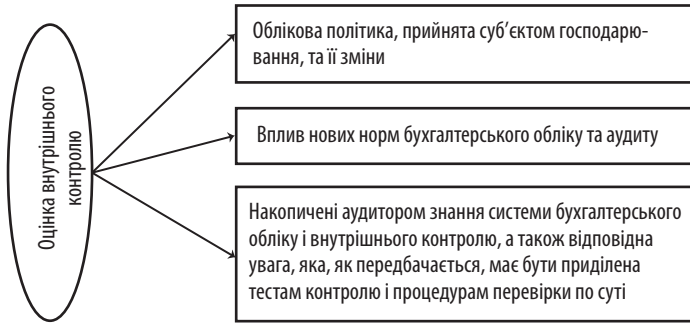 Оцінка внутрішнього
контролю
Облікова політика, прийнята суб’єктом господарю-
вання, та її зміни
Вплив нових норм бухгалтерського обліку та аудиту
Накопичені аудитором знання системи бухгалтерського
обліку і внутрішнього контролю, а також відповідна
увага, яка, як передбачається, має бути приділена
тестам контролю і процедурам перевірки по суті